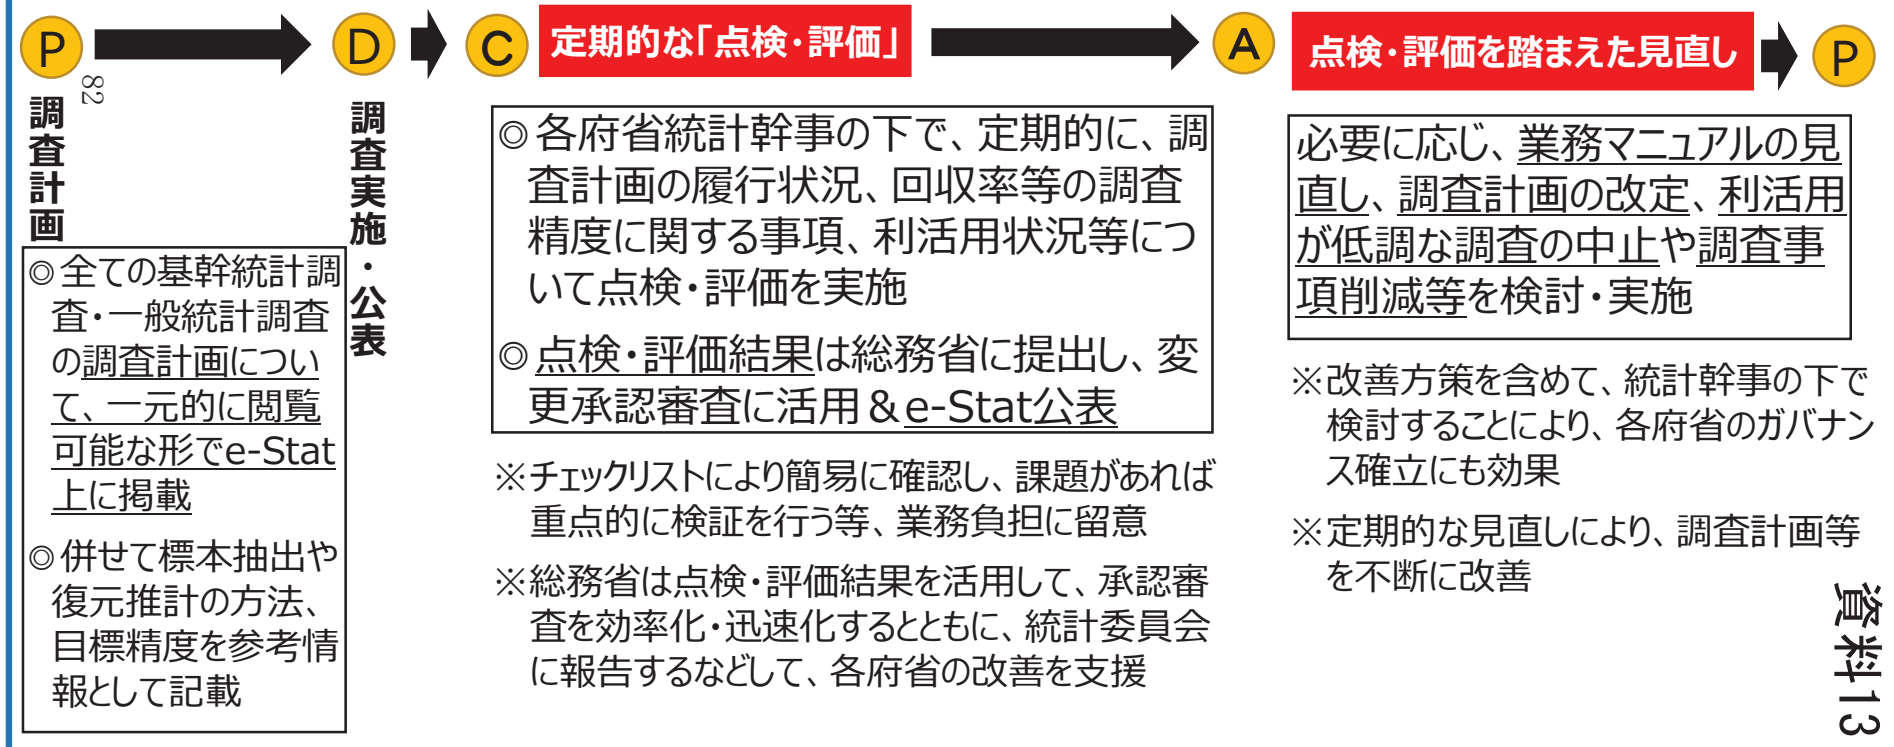 P
82
調査計画
◎全ての基幹統計調
査・一般統計調査
の調査計画につい
て、一元的に閲覧
可能な形でe-Stat
上に掲載
◎併せて標本抽出や
復元推計の方法、
目標精度を参考情
報として記載
D
調査実施・公表
C
定期的な「点検・評価」
◎各府省統計幹事の下で、定期的に、調
査計画の履行状況、回収率等の調査
精度に関する事項、利活用状況等につ
いて点検・評価を実施
◎点検・評価結果は総務省に提出し、変
更承認審査に活用＆e-Stat公表
※チェックリストにより簡易に確認し、課題があれば
重点的に検証を行う等、業務負担に留意
※総務省は点検・評価結果を活用して、承認審
査を効率化・迅速化するとともに、統計委員会
に報告するなどして、各府省の改善を支援
A
点検・評価を踏まえた見直し
必要に応じ、業務マニュアルの見
直し、調査計画の改定、利活用
が低調な調査の中止や調査事
項削減等を検討・実施
※改善方策を含めて、統計幹事の下で
検討することにより、各府省のガバナン
ス確立にも効果
※定期的な見直しにより、調査計画等
を不断に改善
P
資料13